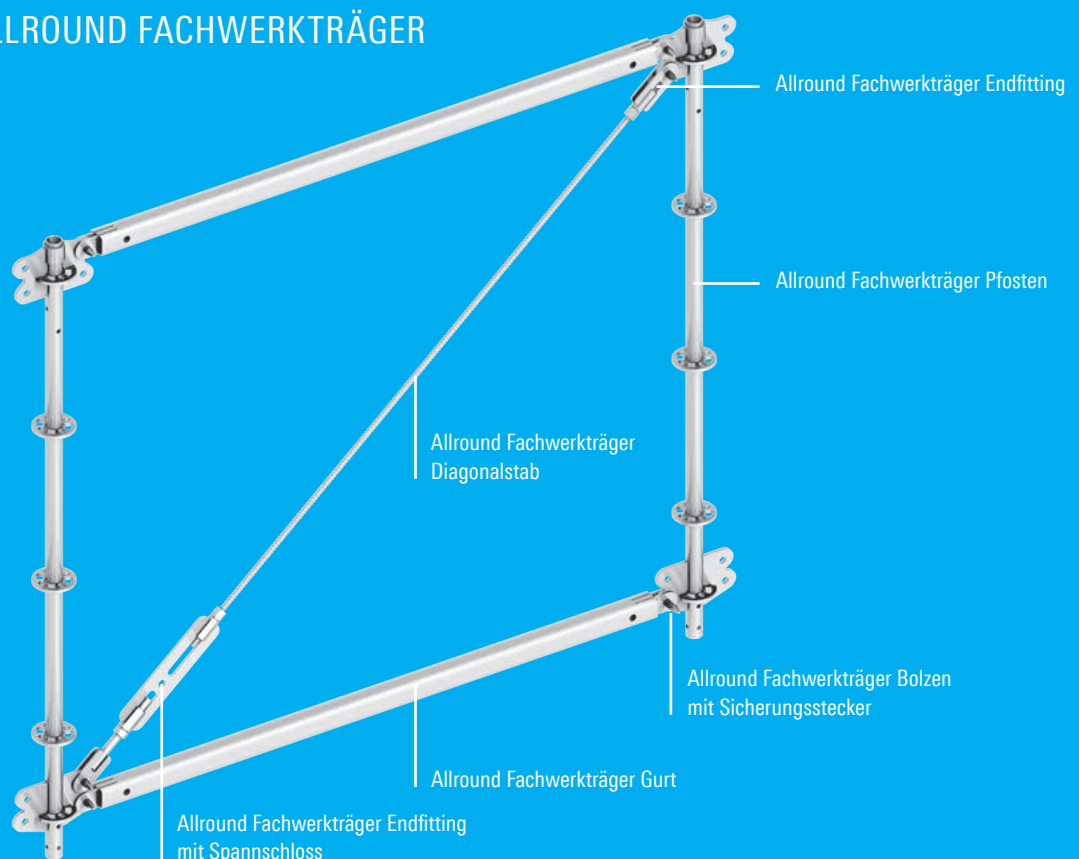 LLROUND FACHWERKTRÄGER
Allround Fachwerkträger Endfitting
Allround Fachwerkträger Pfosten
Allround Fachwerkträger
Diagonalstab
Allround Fachwerkträger Bolzen
mit Sicherungsstecker
Allround Fachwerkträger Gurt
Allround Fachwerkträger Endfitting
mit Spannschloss